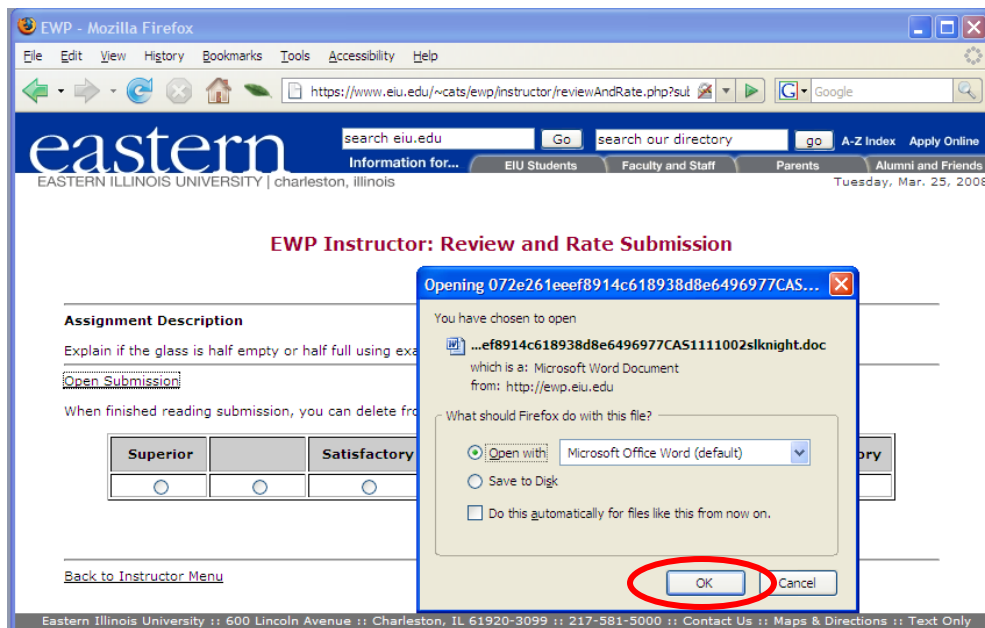 EWP - Mozilla Firefox
File Edit View History Bookmarks Tools Accessibility Help
https://www.eiu.edu/~cats/ewp/instructor/reviewAndRate.php?sul G Google
eastern
search eiu.edu Go search our directory go A-Z Index Apply Online
Information for... EIU Students Faculty and Staff Parents Alumni and Friends
EASTERN ILLINOIS UNIVERSITY | charleston, illinois Tuesday, Mar. 25, 2008
EWP Instructor: Review and Rate Submission
Opening 072e261eeef8914c618938d8e6496977CAS...
You have chosen to open
...ef8914c618938d8e6496977CAS1111002slknight.doc
which is a: Microsoft Word Document
from: http://ewp.eiu.edu
What should Firefox do with this file?
Open with Microsoft Office Word (default)
Save to Disk
Do this automatically for files like this from now on.
OK Cancel
Assignment Description
Explain if the glass is half empty or half full using exa
Open Submission
When finished reading submission, you can delete fro
Superior Satisfactory ory
Back to Instructor Menu
Eastern Illinois University :: 600 Lincoln Avenue :: Charleston, IL 61920-3099 :: 217-581-5000 :: Contact Us :: Maps & Directions :: Text Only